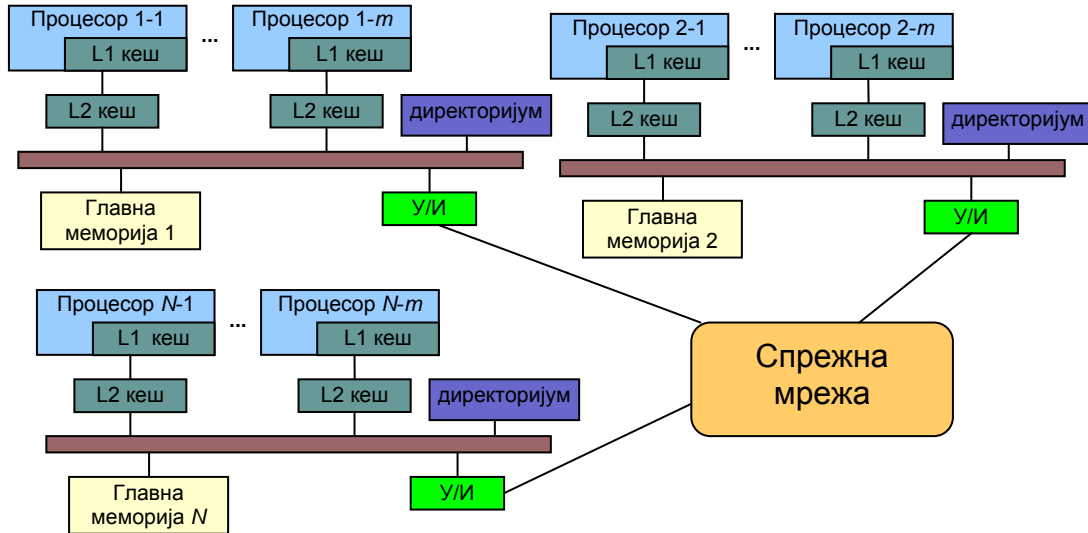 Процесор 1-1
L1 кеш
...
Процесор 1-m
L1 кеш
L2 кеш
L2 кеш
директоријум
Главна
меморија 1
У/И
Процесор 2-1
L1 кеш
...
Процесор 2-m
L1 кеш
L2 кеш
L2 кеш
директоријум
Главна
меморија 2
У/И
Процесор N-1
L1 кеш
...
Процесор N-m
L1 кеш
L2 кеш
L2 кеш
директоријум
Главна
меморија N
У/И
Спрежна
мрежа